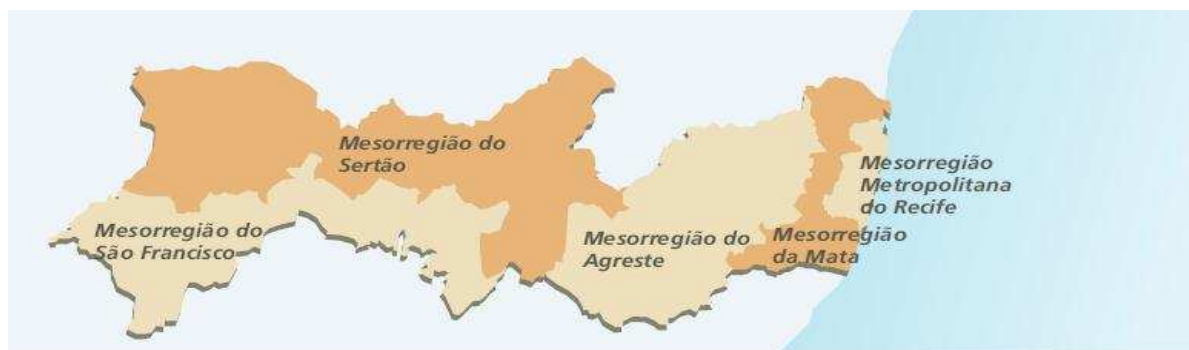 Mesorregião do
Sertão
Mesorregião do
São Francisco
Mesorregião do
Agreste
Mesorregião
da Mata
Mesorregião
Metropolitana
do Recife